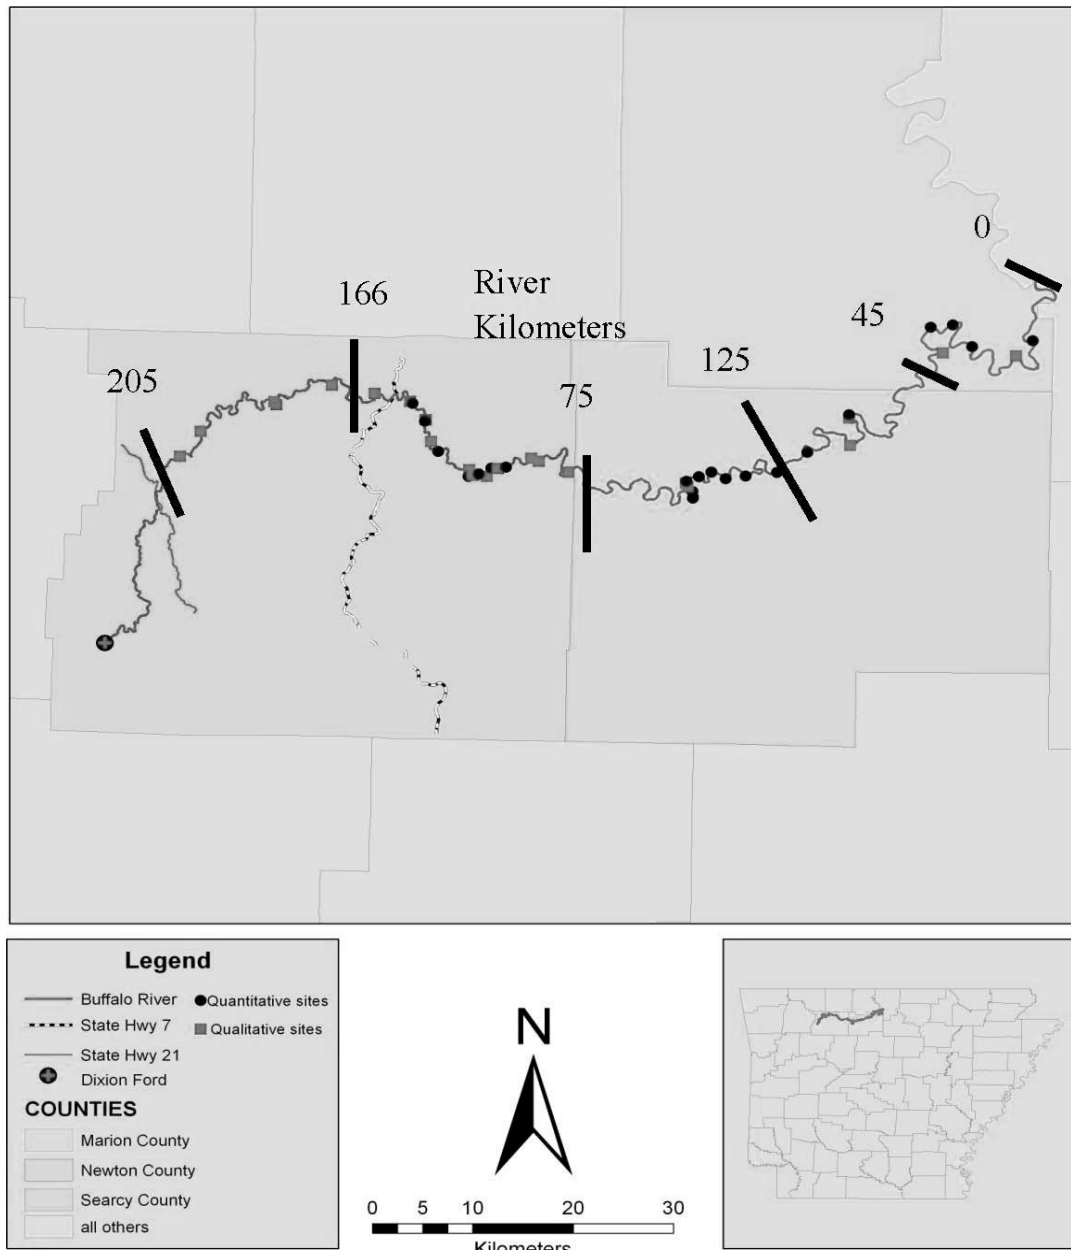 0
River
166
Kilometers
45
125
205
75
Legend
Buffalo River
Quantitative sites
State Hwy 7
Qualitative sites
State Hwy 21
Dixion Ford
COUNTIES
Marion County
Newton County
Searcy County
all others
N
0 5 10 20 30
Kilometers